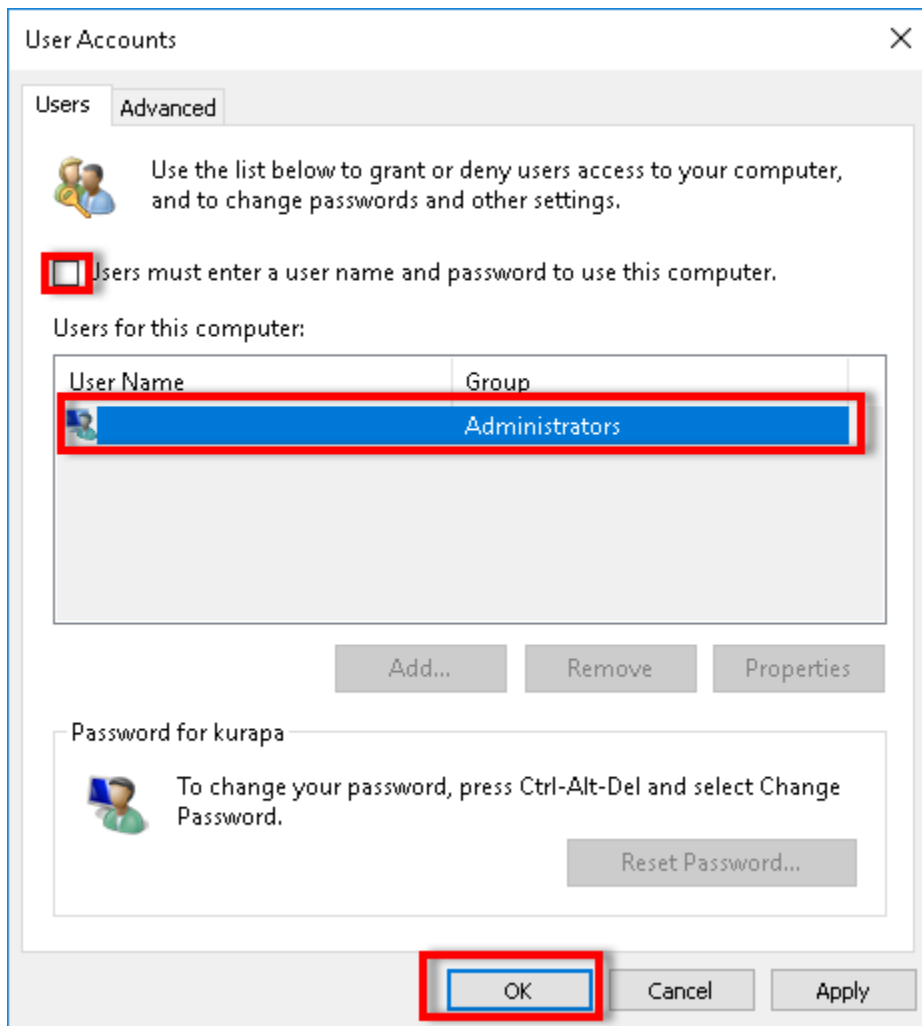 User Accounts
Users
Advanced
Use the list below to grant or deny users access to your computer,
and to change passwords and other settings.
Users must enter a user name and password to use this computer.
Users for this computer:
User Name
Group
Administrators
Add...
Remove
Properties
Password for kurapa
To change your password, press Ctrl-Alt-Del and select Change
Password.
Reset Password...
OK
Cancel
Apply